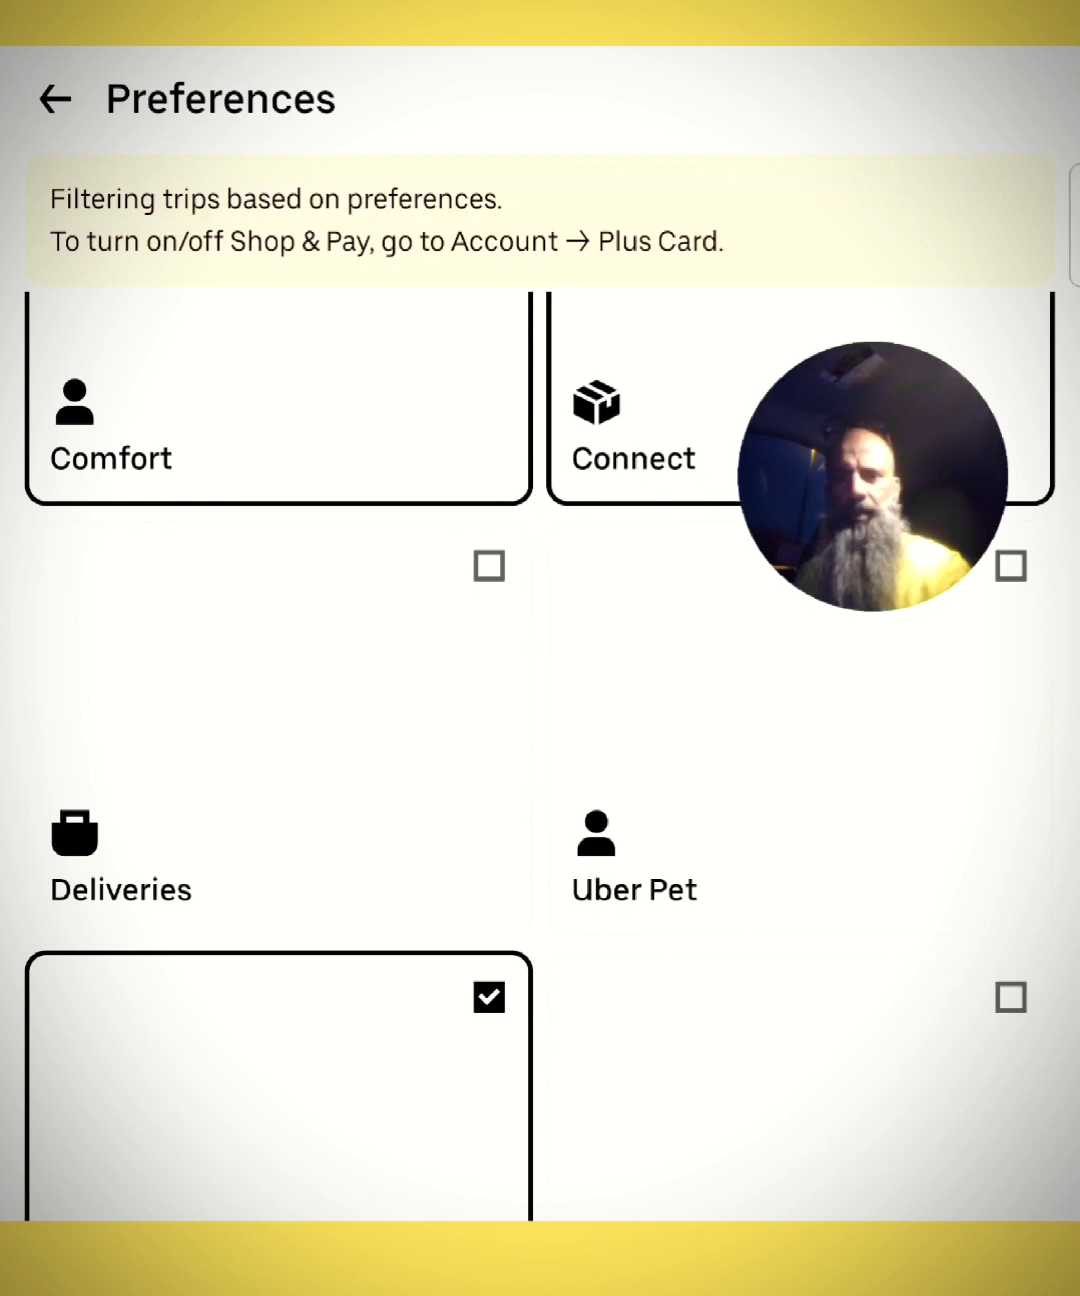 Preferences
Filtering trips based on preferences.
To turn on/off Shop & Pay, go to Account → Plus Card.
Comfort
Connect
Deliveries
Uber Pet